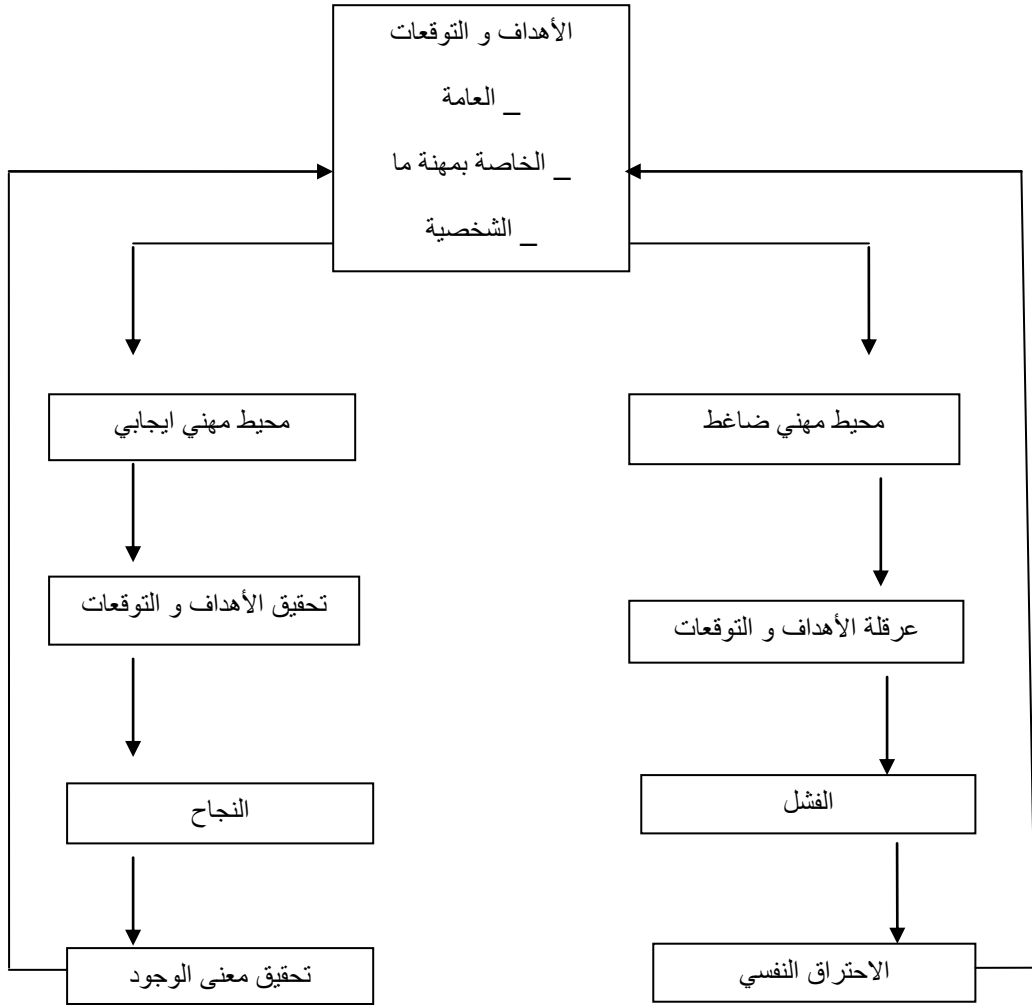 الأهداف و التوقعات
_ العامة
_ الخاصة بمهنة ما
_ الشخصية
محيط مهني ضاغط
محيط مهني ايجابي
عرقلة الأهداف و التوقعات
تحقيق الأهداف و التوقعات
الفشل
النجاح
الاحتراق النفسي
تحقيق معنى الوجود